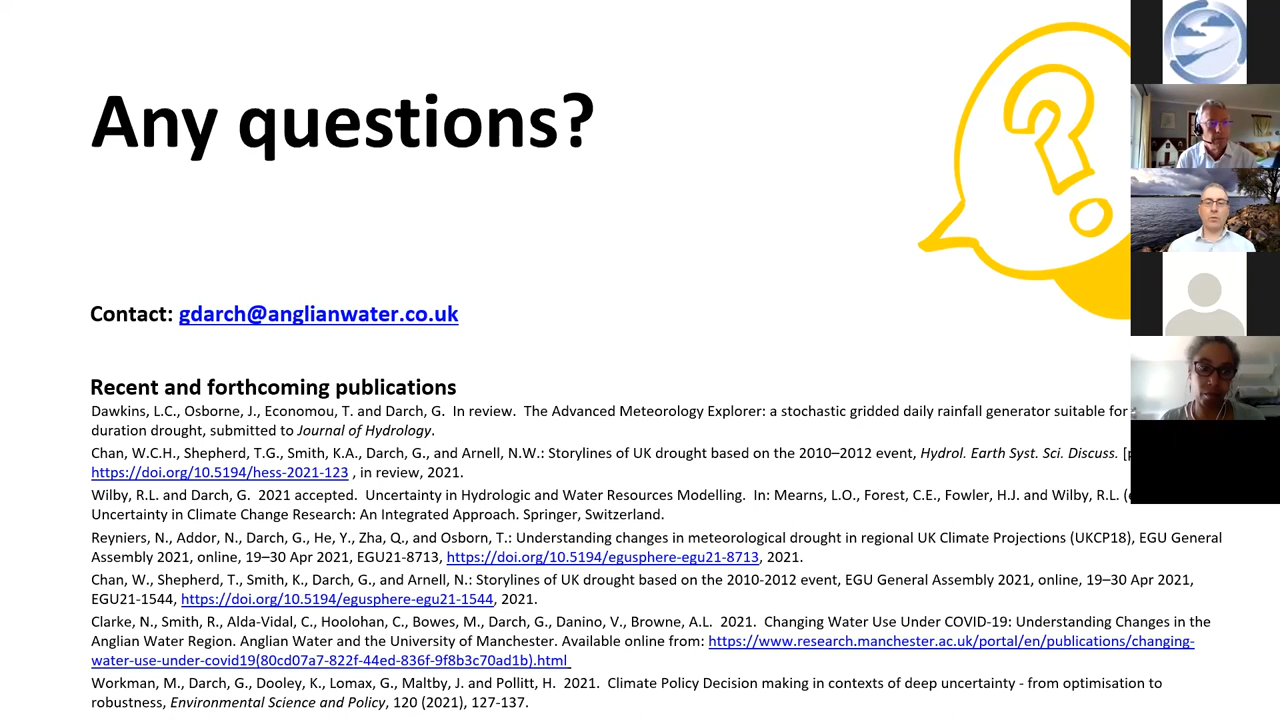 Any questions?
Contact: gdarch@anglianwater.co.uk
Recent and forthcoming publications
Dawkins, L.C., Osborne, J., Economou, T. and Darch, G.  In review.  The Advanced Meteorology Explorer: a stochastic gridded daily rainfall generator suitable for
duration drought, submitted to Journal of Hydrology.
Chan, W.C.H., Shepherd, T.G., Smith, K.A., Darch, G., and Arnell, N.W.: Storylines of UK drought based on the 2010–2012 event, Hydrol. Earth Syst. Sci. Discuss.
https://doi.org/10.5194/hess-2021-123 , in review, 2021.
Wilby, R.L. and Darch, G.  2021 accepted.  Uncertainty in Hydrologic and Water Resources Modelling.  In: Mearns, L.O., Forest, C.E., Fowler, H.J. and Wilby, R.L.
Uncertainty in Climate Change Research: An Integrated Approach. Springer, Switzerland.
Reyniers, N., Addor, N., Darch, G., He, Y., Zha, Q., and Osborn, T.: Understanding changes in meteorological drought in regional UK Climate Projections (UKCP18), EGU General
Assembly 2021, online, 19–30 Apr 2021, EGU21-8713, https://doi.org/10.5194/egusphere-egu21-8713, 2021.
Chan, W., Shepherd, T., Smith, K., Darch, G., and Arnell, N.: Storylines of UK drought based on the 2010-2012 event, EGU General Assembly 2021, online, 19–30 Apr 2021,
EGU21-1544, https://doi.org/10.5194/egusphere-egu21-1544, 2021.
Clarke, N., Smith, R., Alda-Vidal, C., Hoolohan, C., Bowes, M., Darch, G., Danino, V., Browne, A.L.  2021.  Changing Water Use Under COVID-19: Understanding Changes in the
Anglian Water Region. Anglian Water and the University of Manchester. Available online from: https://www.research.manchester.ac.uk/portal/en/publications/changing-
water-use-under-covid19(80cd07a7-822f-44ed-836f-9f8b3c70ad1b).html
Workman, M., Darch, G., Dooley, K., Lomax, G., Maltby, J. and Pollitt, H.  2021.  Climate Policy Decision making in contexts of deep uncertainty - from optimisation to
robustness, Environmental Science and Policy, 120 (2021), 127-137.